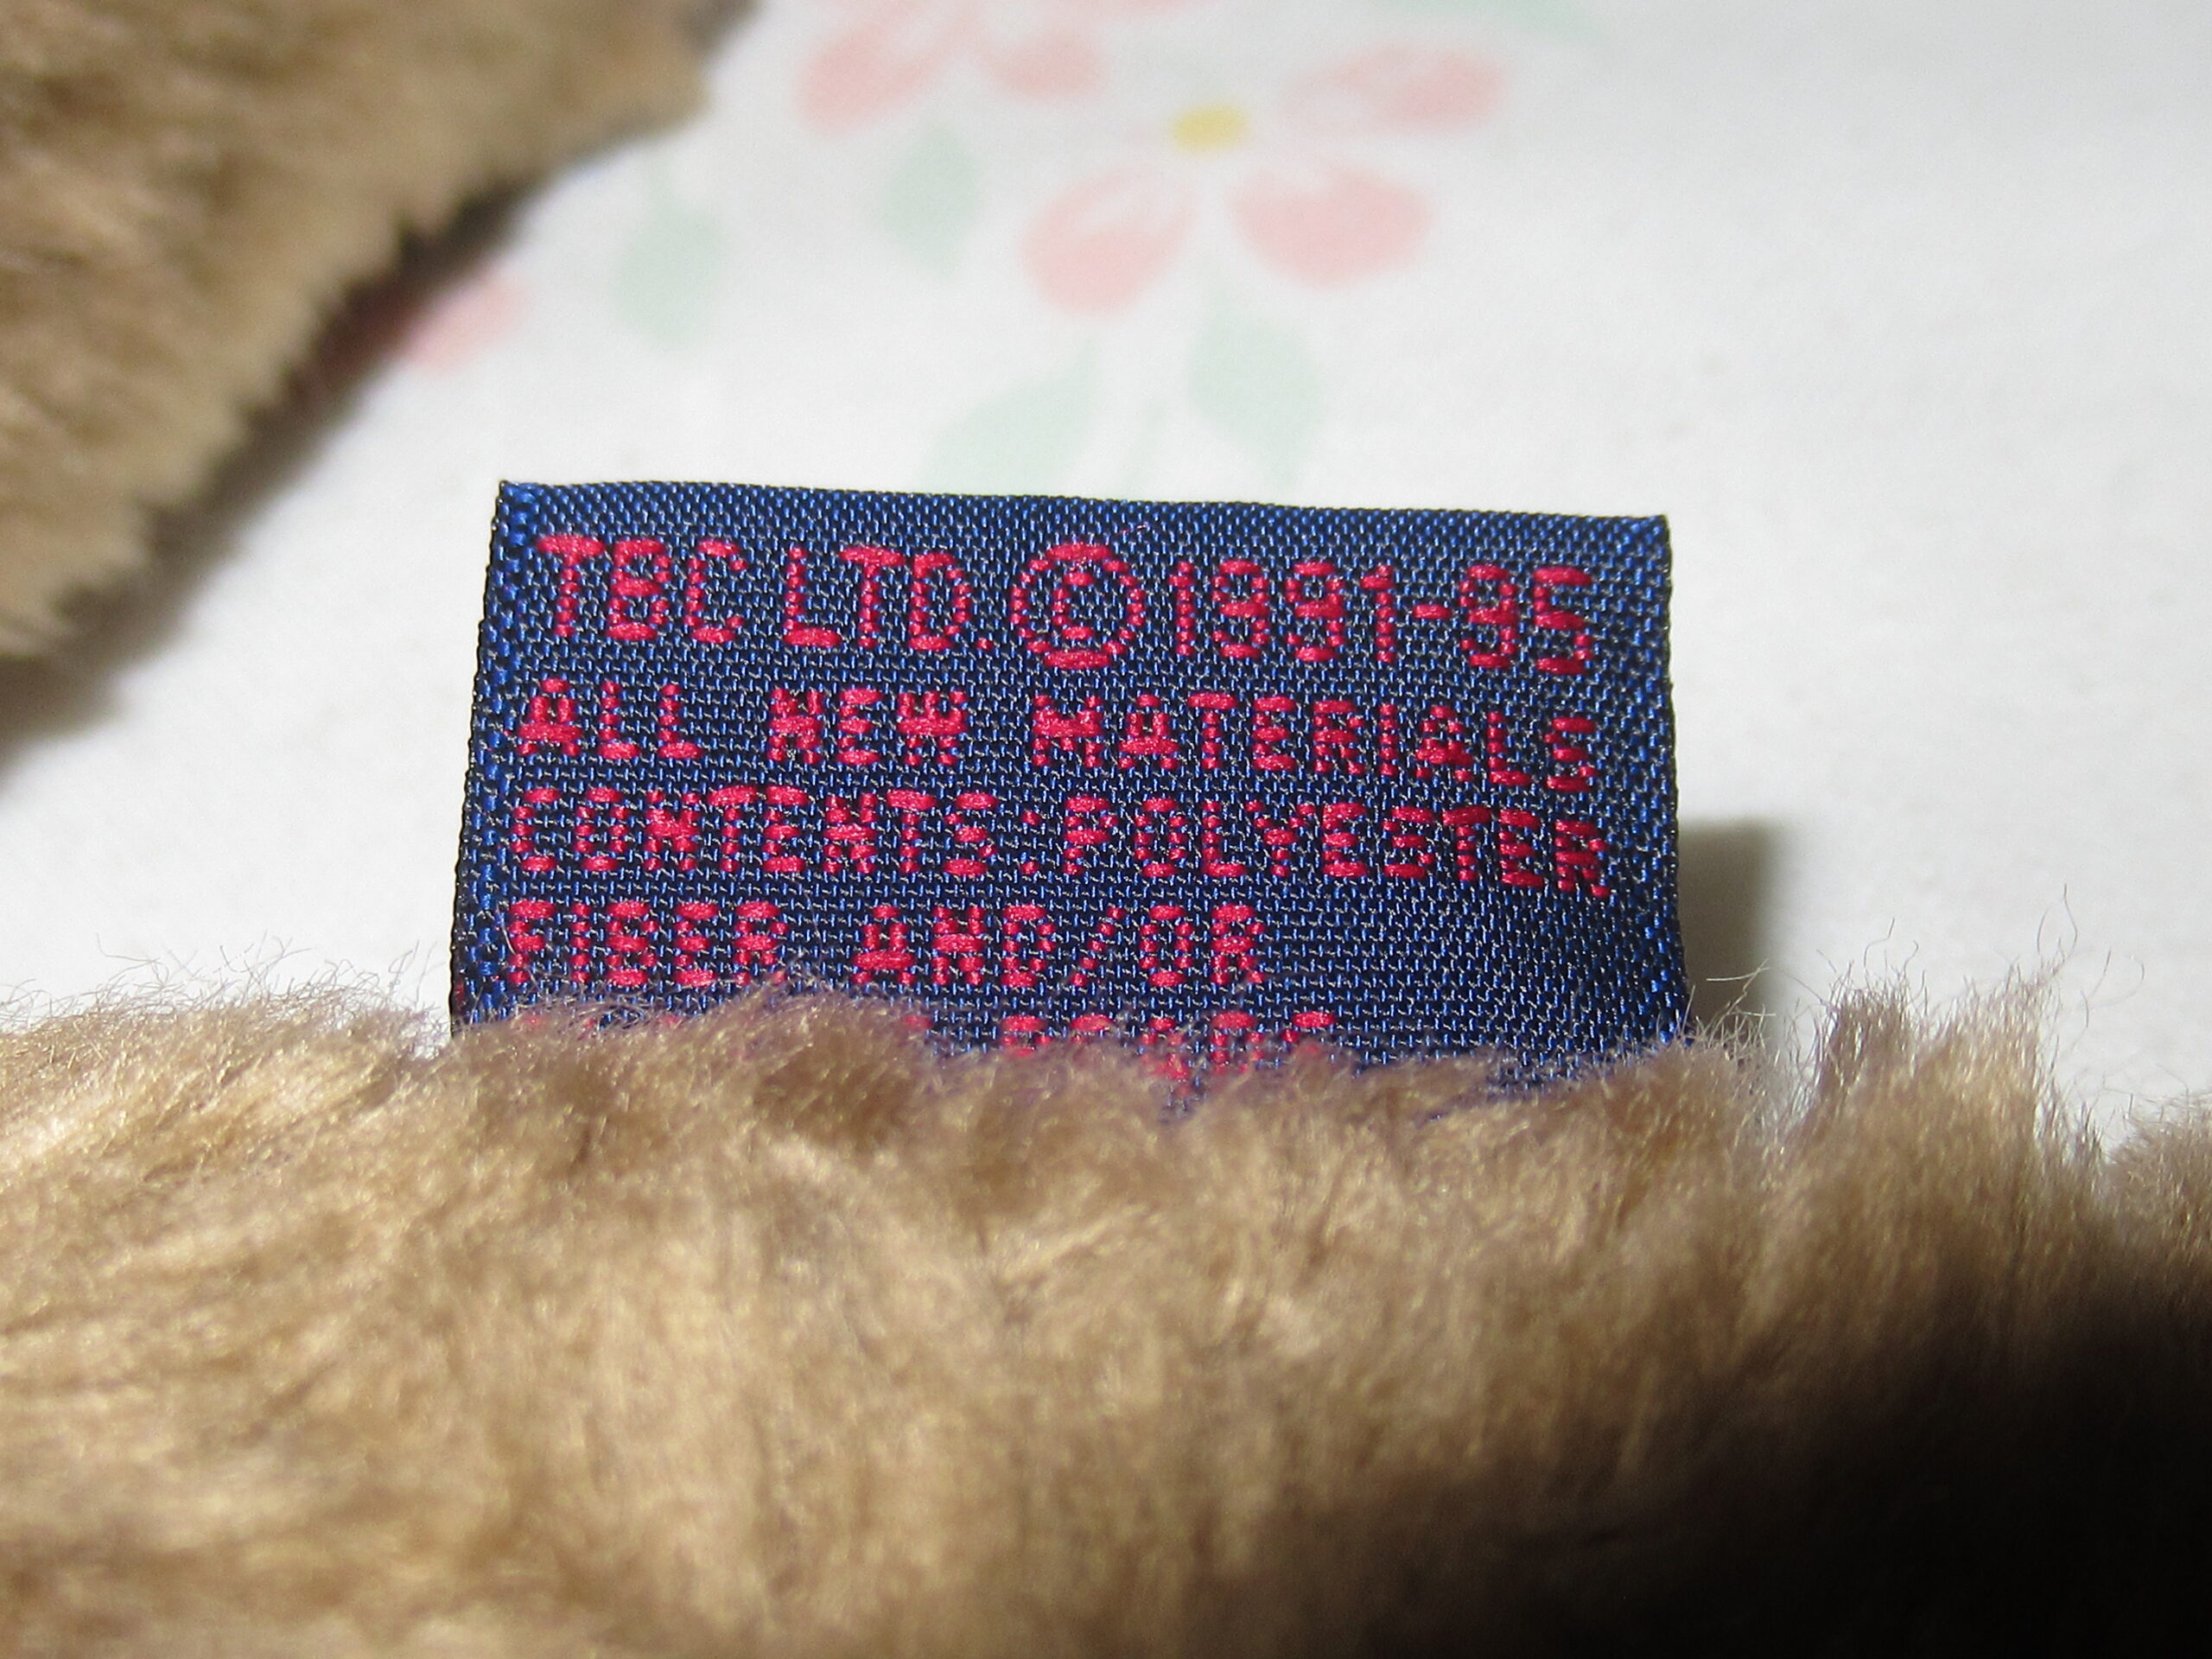 TBC LTD. © 1991-95
ALL NEW MATERIALS
CONTENTS:POLYESTER
FIBER AND/OR